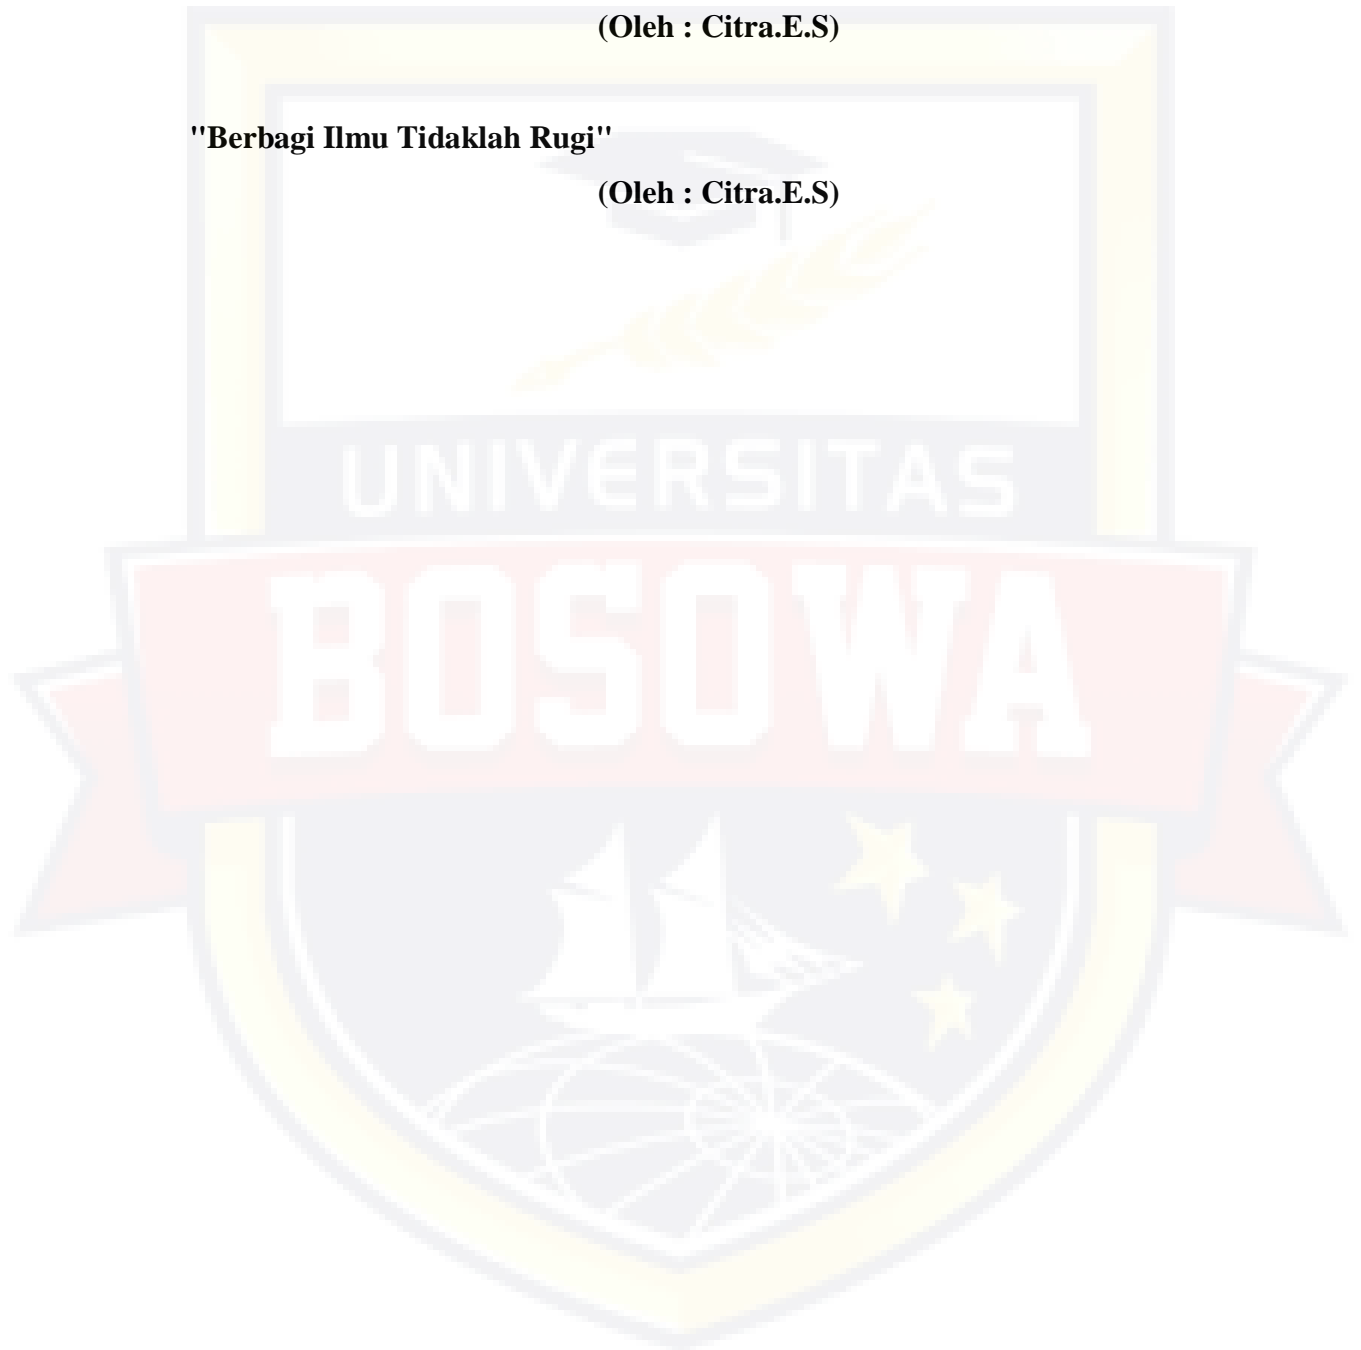 (Oleh : Citra.E.S)
"Berbagi Ilmu Tidaklah Rugi"
(Oleh : Citra.E.S)
UNIVERSITAS
BOSOWA